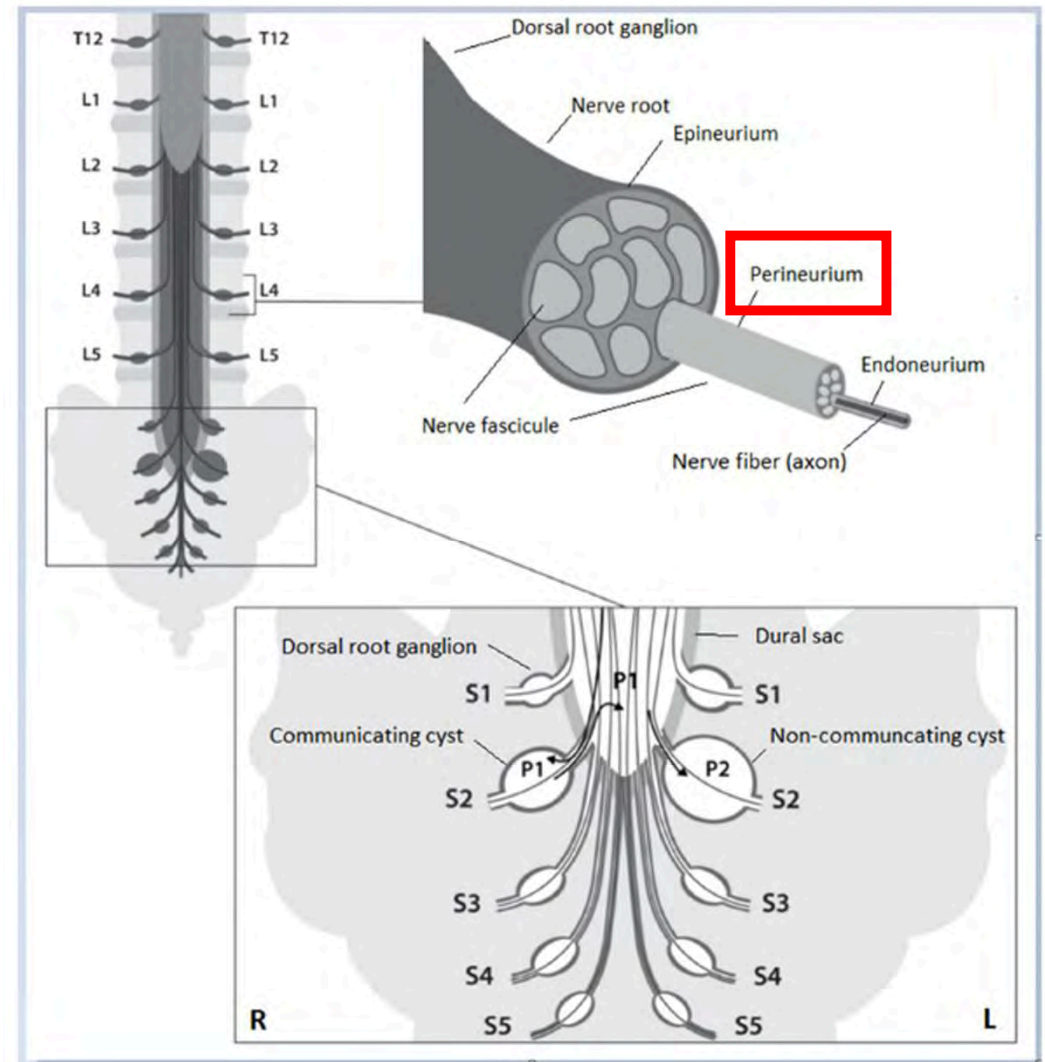 Dorsal root ganglion
T12 T12
Nerve root
L1 L1
Epineurium
L2 L2
L3 L3
Perineurium
L4 L4
L5 L5
Endoneurium
Nerve fascicule
Nerve fiber (axon)
Dural sac
Dorsal root ganglion
P1
S1 S1
Communicating cyst
Non-communcating cyst
P1 P2
S2 S2
S3 S3
S4 S4
R L
S5 S5